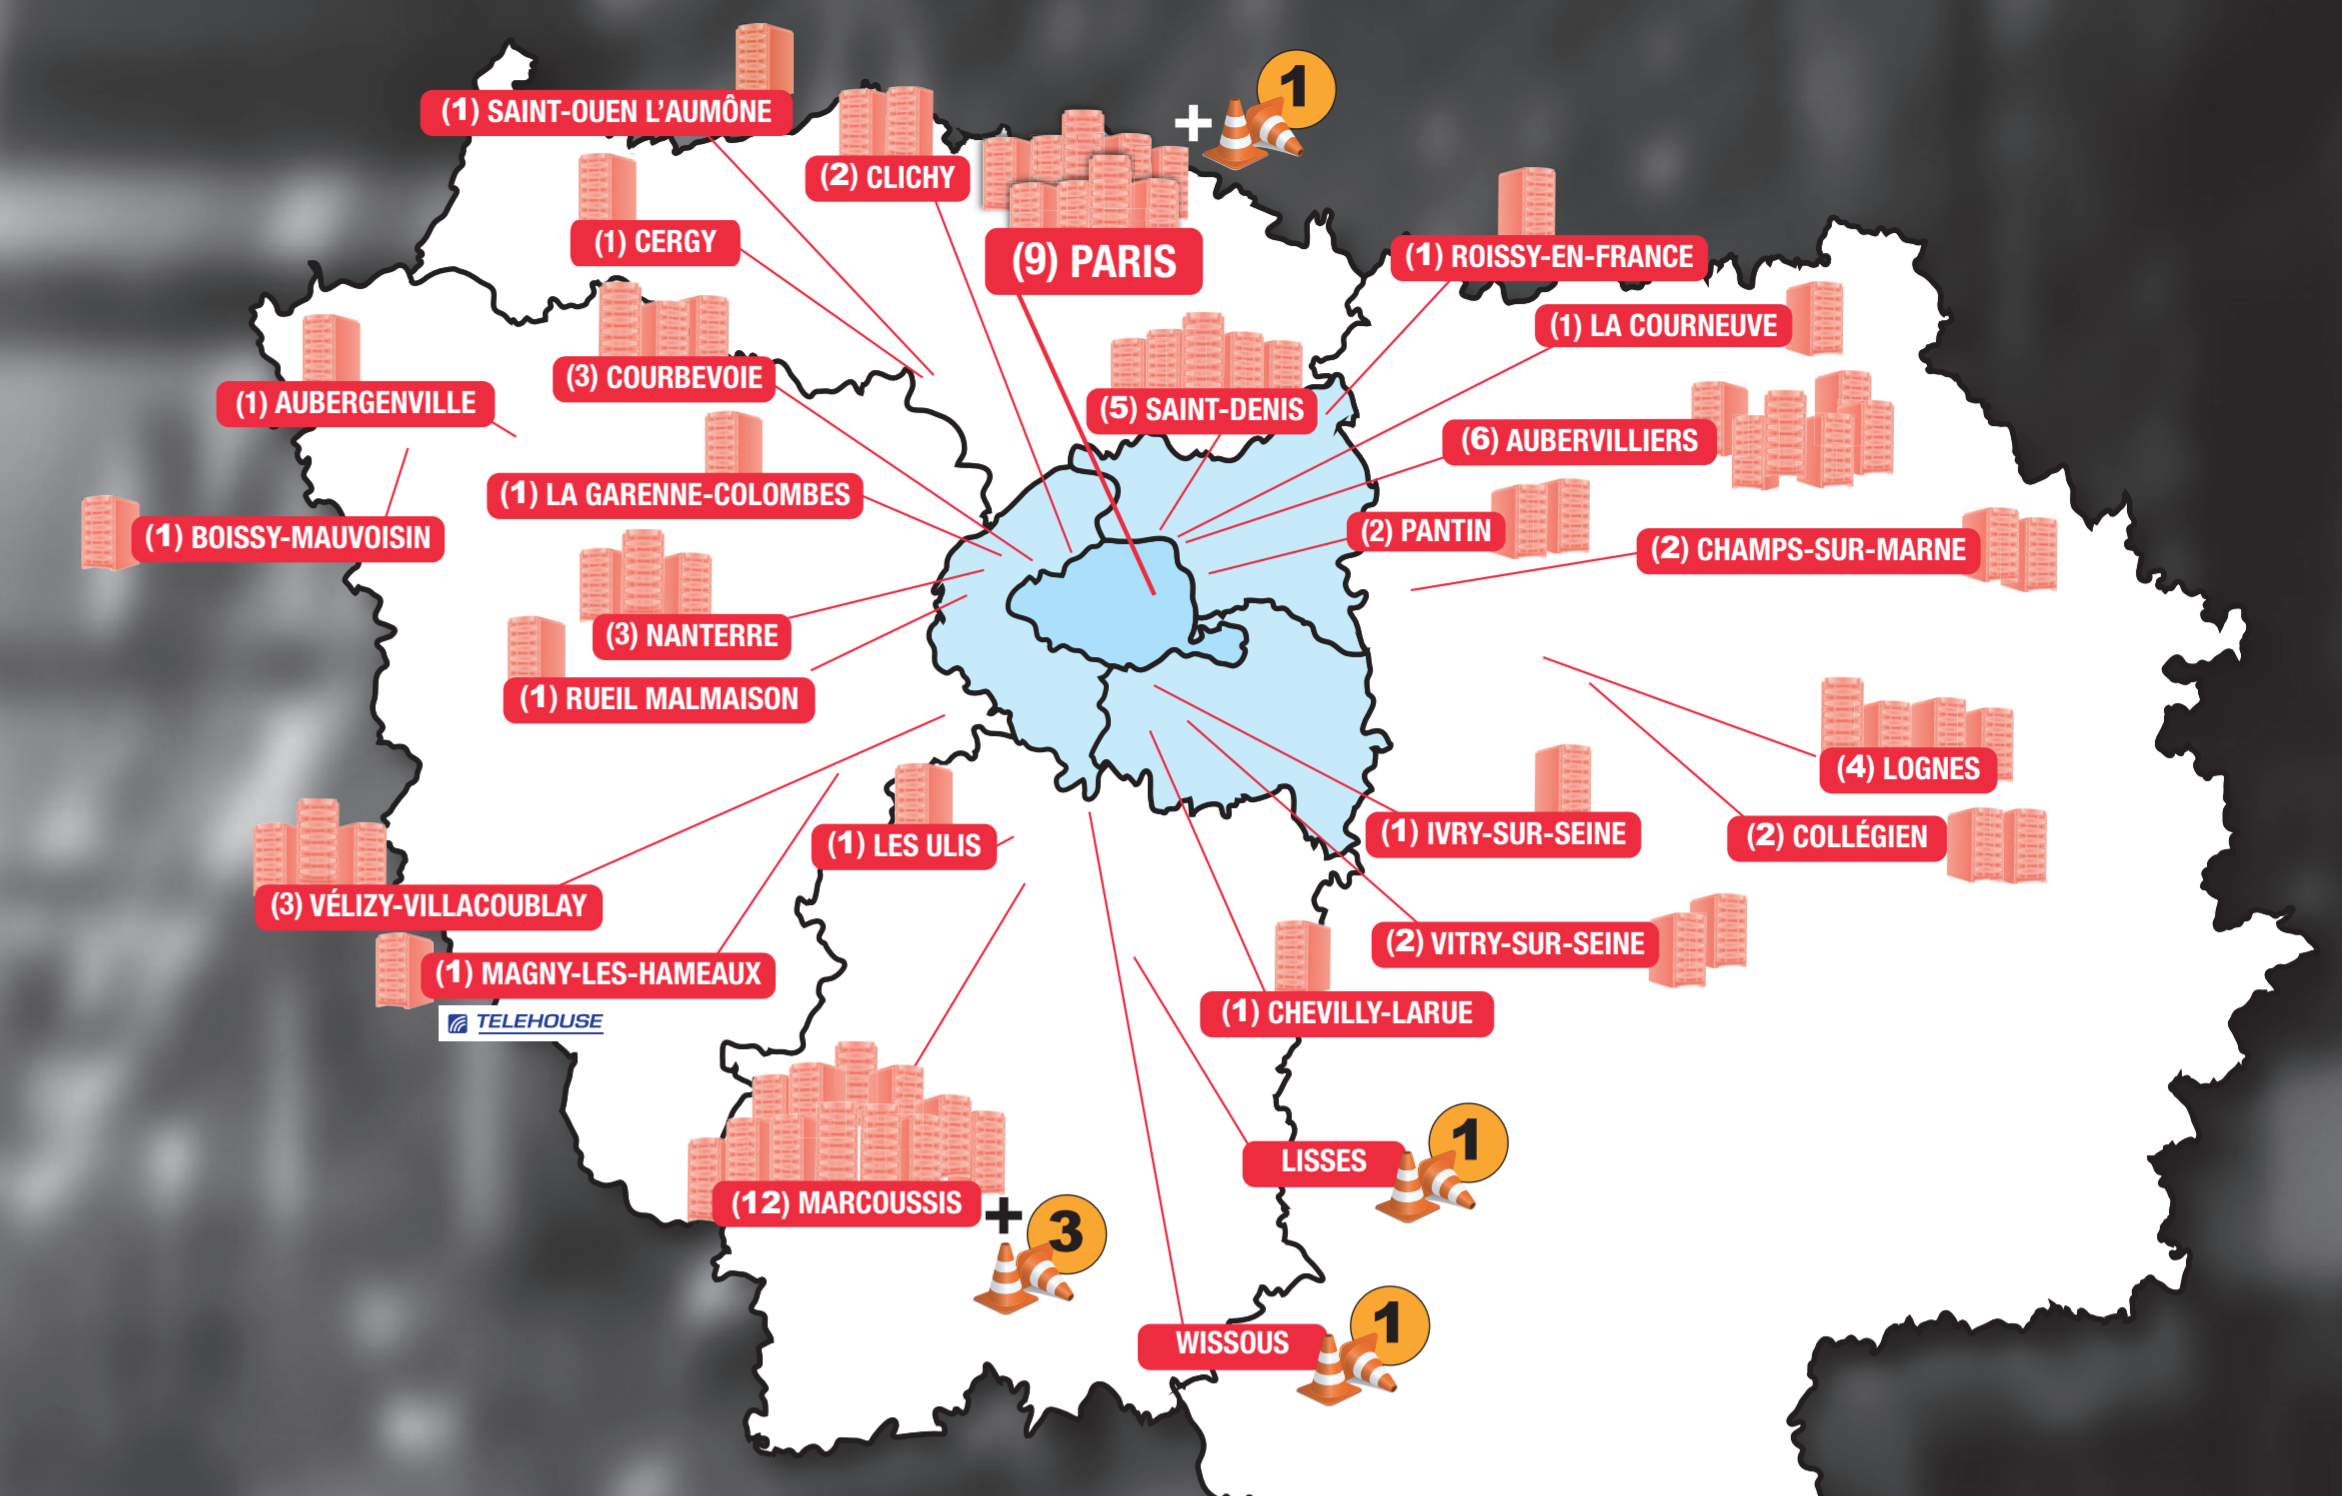 (1) SAINT-OUEN L'AUMÔNE
1
+
(2) CLICHY
(1) CERGY
(9) PARIS
(1) ROISSY-EN-FRANCE
(1) LA COURNEUVE
(3) COURBEVOIE
(1) AUBERGENVILLE
(5) SAINT-DENIS
(6) AUBERVILLIERS
(1) LA GARENNE-COLOMBES
(2) PANTIN
(1) BOISSY-MAUVOISIN
(2) CHAMPS-SUR-MARNE
(3) NANTERRE
(1) RUEIL MALMAISON
(4) LOGNES
(1) IVRY-SUR-SEINE
(2) COLLÉGIEN
(1) LES ULIS
(3) VÉLIZY-VILLACOUBLAY
(2) VITRY-SUR-SEINE
(1) MAGNY-LES-HAMEAUX
(1) CHEVILLY-LARUE
TELEHOUSE
LISSES
1
(12) MARCOUSSIS
+
3
WISSOUS
1